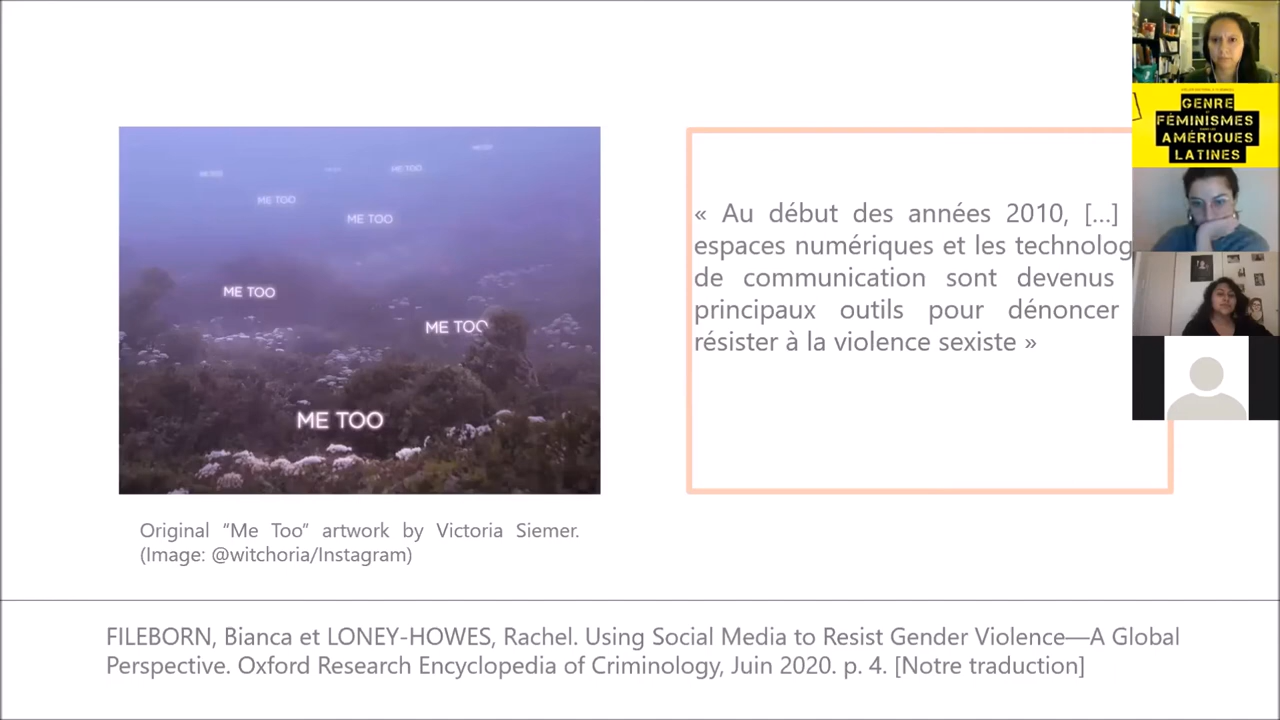 ME TOO
ME TOO
ME TOO
ME TOO
ME TOO
ME TOO
Original “Me Too” artwork by Victoria Siemer.
(Image: @witchoria/Instagram)
« Au début des années 2010, [...]
espaces numériques et les technolog
de communication sont devenus
principaux outils pour dénoncer
résister à la violence sexiste »
GENRE
FÉMINISMES
AMÉRIQUES
LATINES
FILEBORN, Bianca et LONEY-HOWES, Rachel. Using Social Media to Resist Gender Violence—A Global
Perspective. Oxford Research Encyclopedia of Criminology, Juin 2020. p. 4. [Notre traduction]